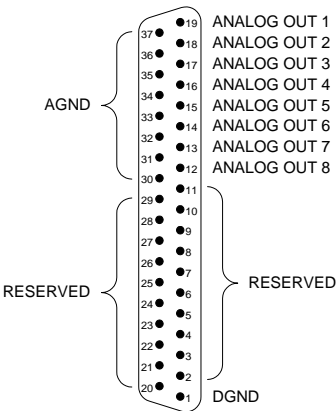 19 ANALOG OUT 1
37
18 ANALOG OUT 2
36
17 ANALOG OUT 3
35
16 ANALOG OUT 4
34
AGND
15 ANALOG OUT 5
33
14 ANALOG OUT 6
32
13 ANALOG OUT 7
31
12 ANALOG OUT 8
30
11
29
10
28
9
27
8
26
7
25
RESERVED
6
RESERVED
24
5
23
4
22
3
21
2
20
1 DGND